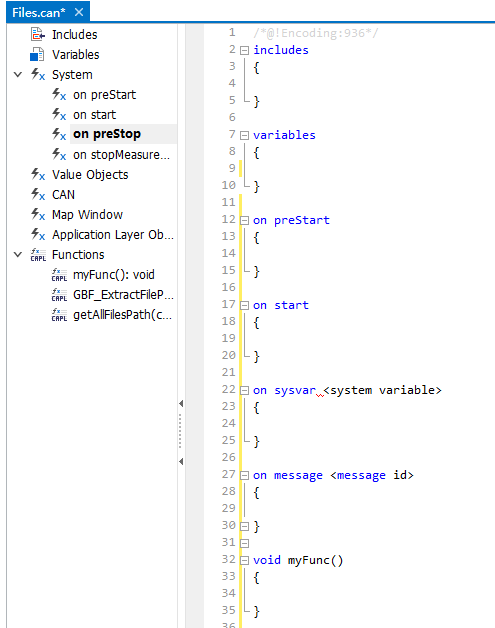 Files.can*
Includes
Variables
System
on preStart
on start
on preStop
on stopMeasure...
Value Objects
CAN
Map Window
Application Layer Ob...
Functions
myFunc(): void
GBF_ExtractFileP...
getAllFilesPath(c...
1 /*@!Encoding:936*/
2 includes
3 {
4
5 }
6
7 variables
8 {
9
10 }
11
12 on preStart
13 {
14
15 }
16
17 on start
18 {
19
20 }
21
22 on sysvar <system variable>
23 {
24
25 }
26
27 on message <message id>
28 {
29
30 }
31
32 void myFunc()
33 {
34
35 }
36